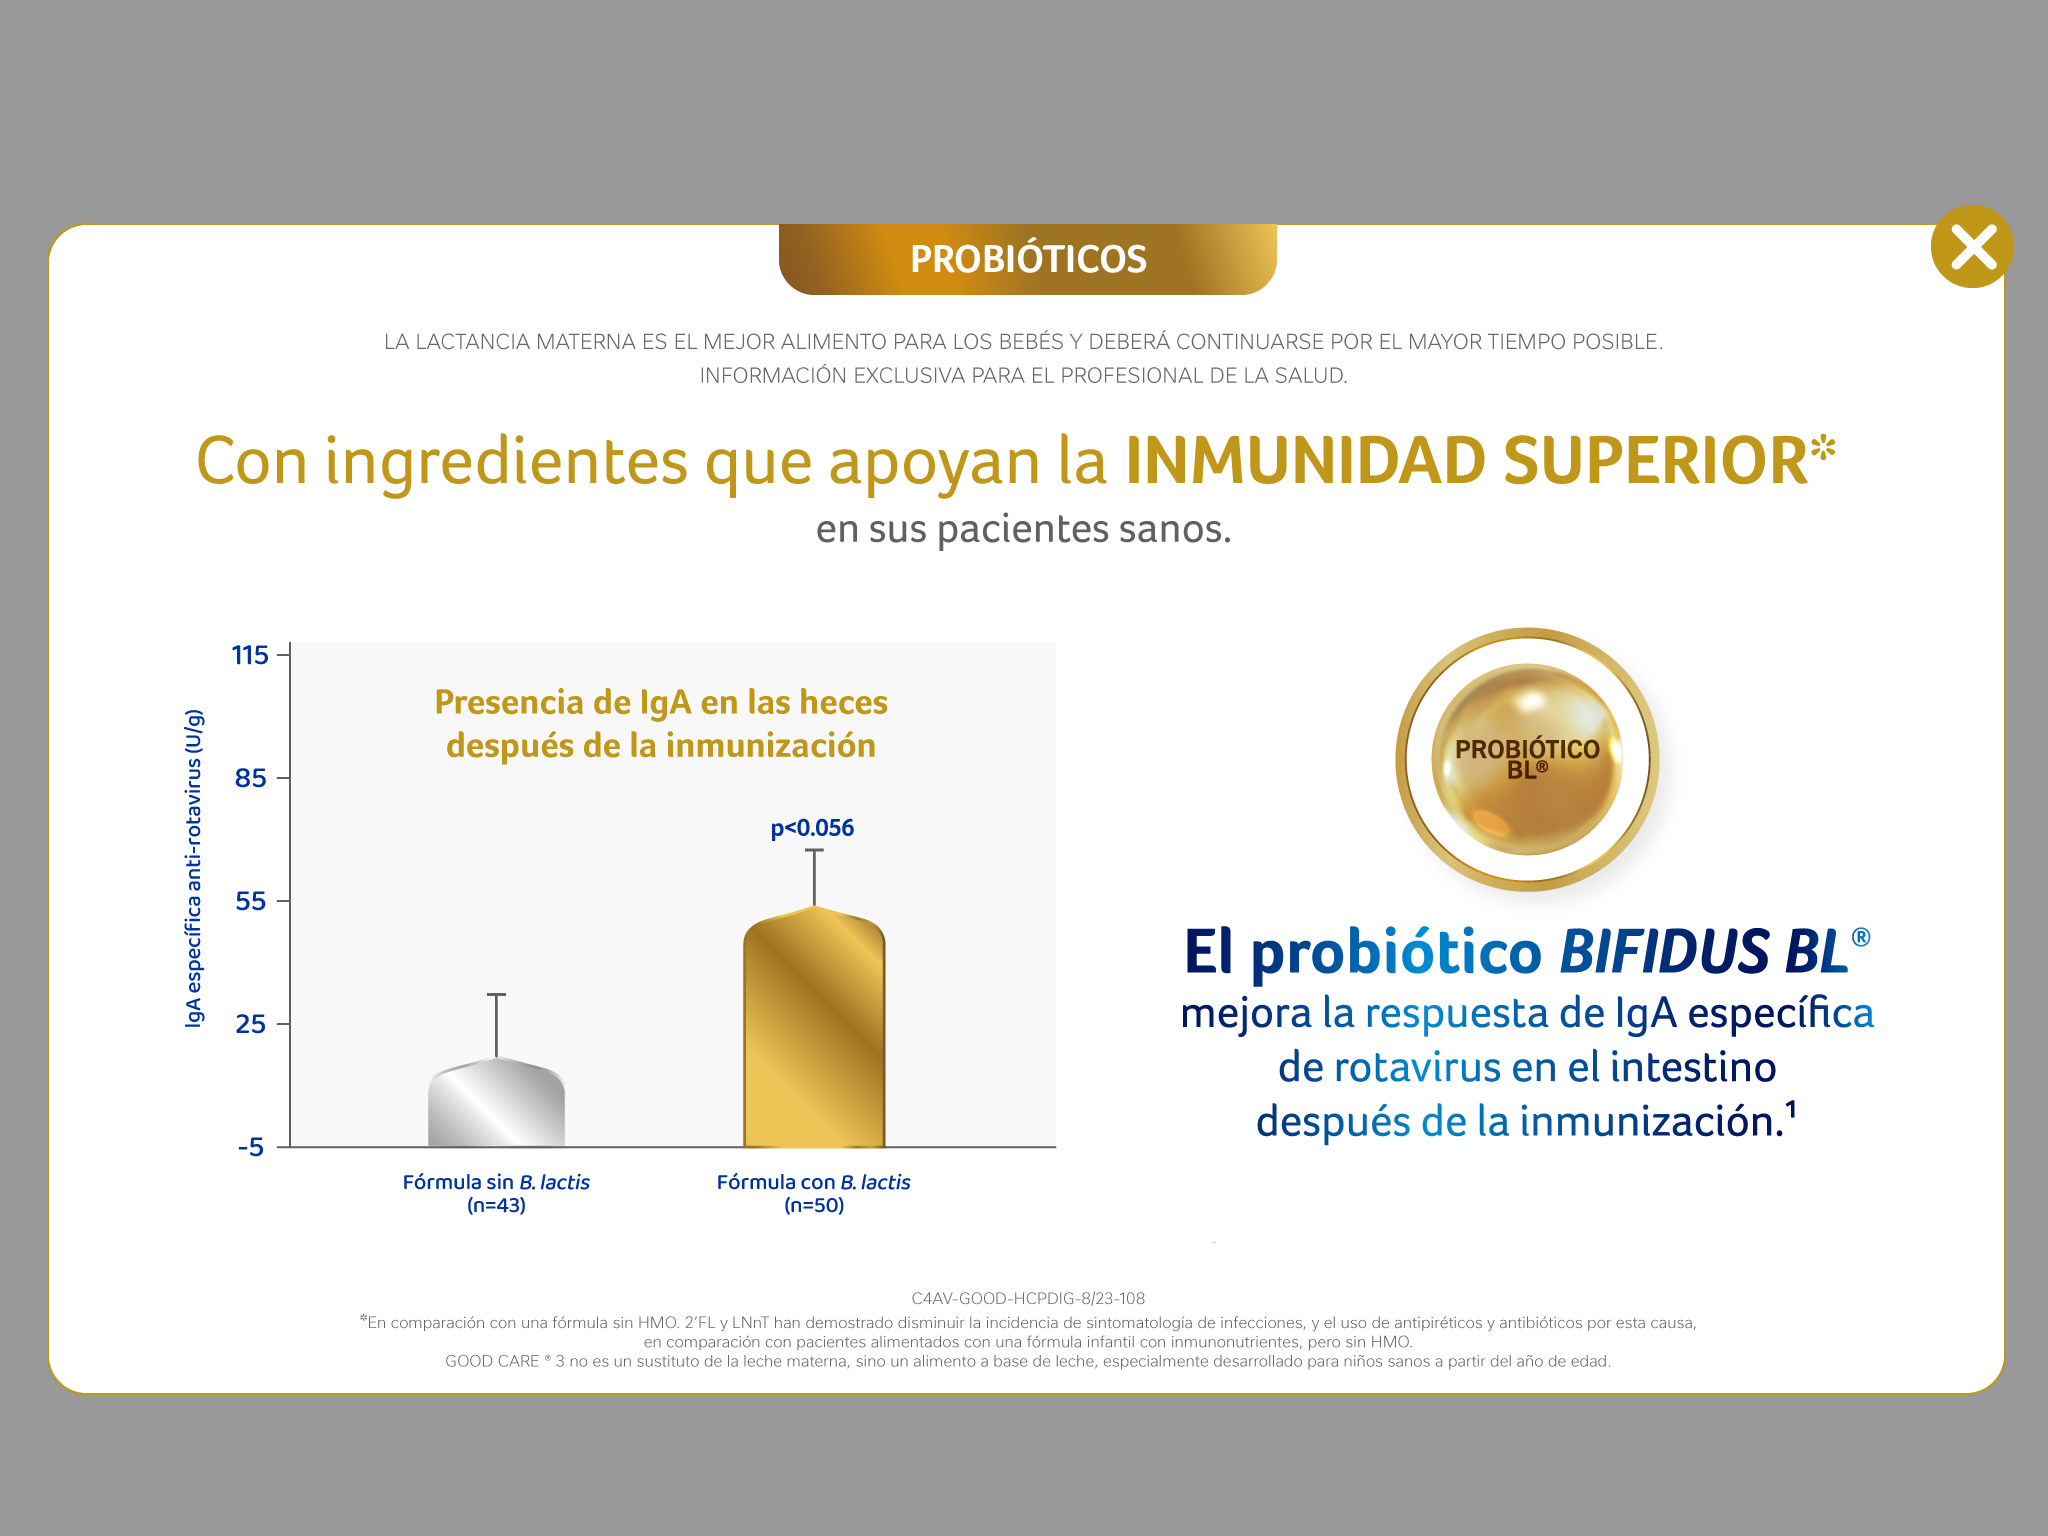 PROBIÓTICOS
LA LACTANCIA MATERNA ES EL MEJOR ALIMENTO PARA LOS BEBÉS Y DEBERÁ CONTINUARSE POR EL MAYOR TIEMPO POSIBLE.
INFORMACIÓN EXCLUSIVA PARA EL PROFESIONAL DE LA SALUD.
Con ingredientes que apoyan la INMUNIDAD SUPERIOR*
en sus pacientes sanos.
IgA específica anti-rotavirus (U/g)
115
85
55
25
-5
Presencia de IgA en las heces
después de la inmunización
p<0.056
Fórmula sin B. lactis
(n=43)
Fórmula con B. lactis
(n=50)
PROBIÓTICO
BL®
El probiótico BIFIDUS BL®
mejora la respuesta de IgA específica
de rotavirus en el intestino
después de la inmunización.¹
C4AV-GOOD-HCPDIG-8/23-108
*En comparación con una fórmula sin HMO. 2'FL y LNnT han demostrado disminuir la incidencia de sintomatología de infecciones, y el uso de antipiréticos y antibióticos por esta causa,
en comparación con pacientes alimentados con una fórmula infantil con inmunonutrientes, pero sin HMO.
GOOD CARE ® 3 no es un sustituto de la leche materna, sino un alimento a base de leche, especialmente desarrollado para niños sanos a partir del año de edad.